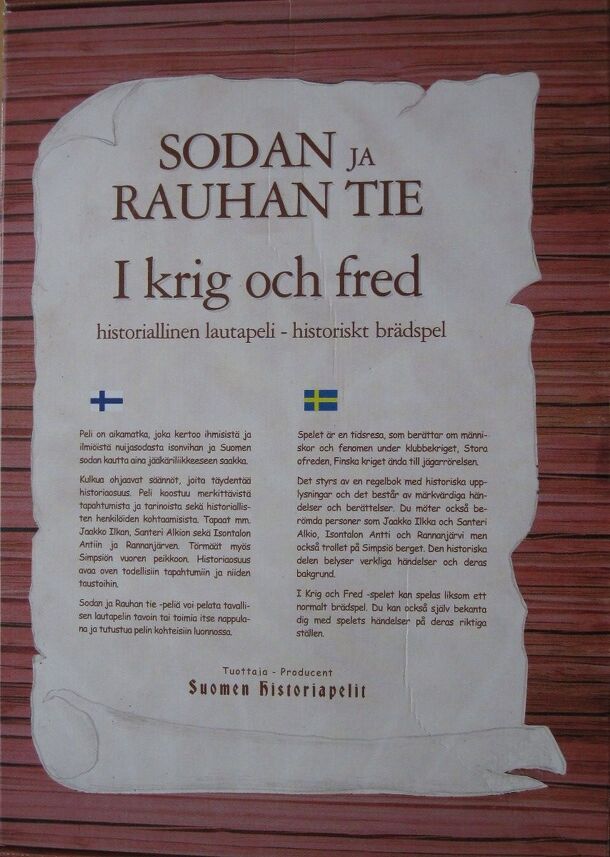 SODAN JA
RAUHAN TIE
I krig och fred
historiallinen lautapeli - historiskt brädspel
Peli on aikamatka, joka kertoo ihmisistä ja
ilmiöistä nuijasodasta isonvihan ja Suomen
sodan kautta aina jääkäriliikkeeseen saakka.
Kulkua ohjaavat säännöt, joita täydentää
historiaosuus. Peli koostuu merkittävistä
tapahtumista ja tarinoista sekä historiallis-
ten henkilöiden kohtaamisista. Tapaat mm.
Jaakko Ilkan, Santeri Alkion sekä Isontalon
Antin ja Rannanjärven. Törmäät myös
Simpsiön vuoren peikkoon. Historiaosuus
avaa oven todellisiin tapahtumiin ja niiden
taustoihin.
Sodan ja Rauhan tie -peliä voi pelata tavalli-
sen lautapelin tavoin tai toimia itse nappula-
na ja tutustua pelin kohteisiin luonnossa.
Spelet är en tidsresa, som berättar om männi-
skor och fenomen under klubbekriget, Stora
ofreden, Finska kriget ända till jägarrörelsen.
Det styrs av en regelbok med historiska upp-
lysningar och det består av märkvärdiga hän-
delser och berättelser. Du möter också be-
römda personer som Jaakko Ilkka och Santeri
Alkio, Isontalon Antti och Rannanjärvi men
också trollet på Simpsiö berget. Den historiska
delen belyser verkliga händelser och deras
bakgrund.
I Krig och Fred -spelet kan spelas liksom ett
normalt brädspel. Du kan också själv bekanta
dig med spelets händelser på deras riktiga
ställen.
Tuottaja - Producent
Suomen Historiapelit